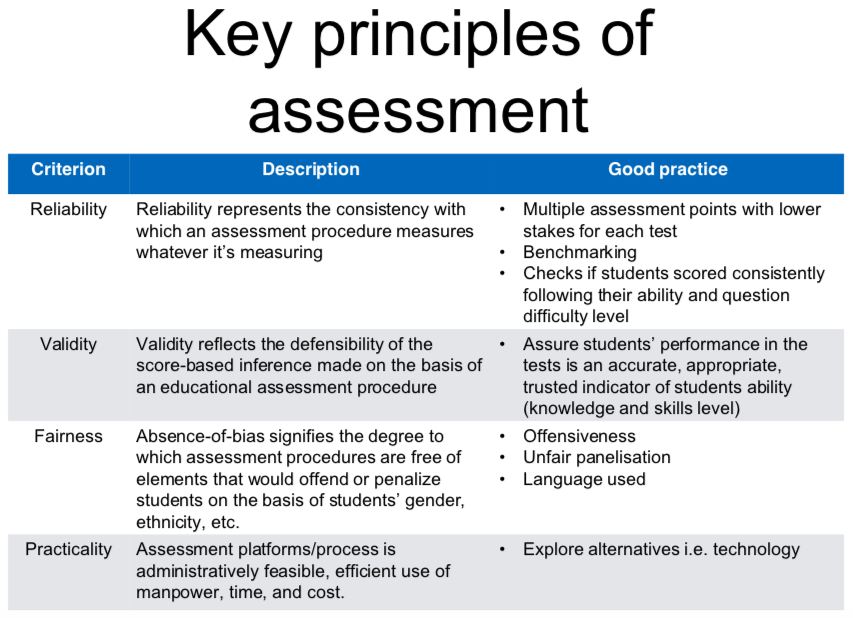 Key principles of
assessment
Criterion
Description
Good practice
Reliability
Reliability represents the consistency with
which an assessment procedure measures
whatever it's measuring
• Multiple assessment points with lower
stakes for each test
• Benchmarking
• Checks if students scored consistently
following their ability and question
difficulty level
Validity
Validity reflects the defensibility of the
score-based inference made on the basis of
an educational assessment procedure
• Assure students' performance in the
tests is an accurate, appropriate,
trusted indicator of students ability
(knowledge and skills level)
Fairness
Absence-of-bias signifies the degree to
which assessment procedures are free of
elements that would offend or penalize
students on the basis of students' gender,
ethnicity, etc.
• Offensiveness
• Unfair panelisation
• Language used
Practicality
Assessment platforms/process is
administratively feasible, efficient use of
manpower, time, and cost.
• Explore alternatives i.e. technology